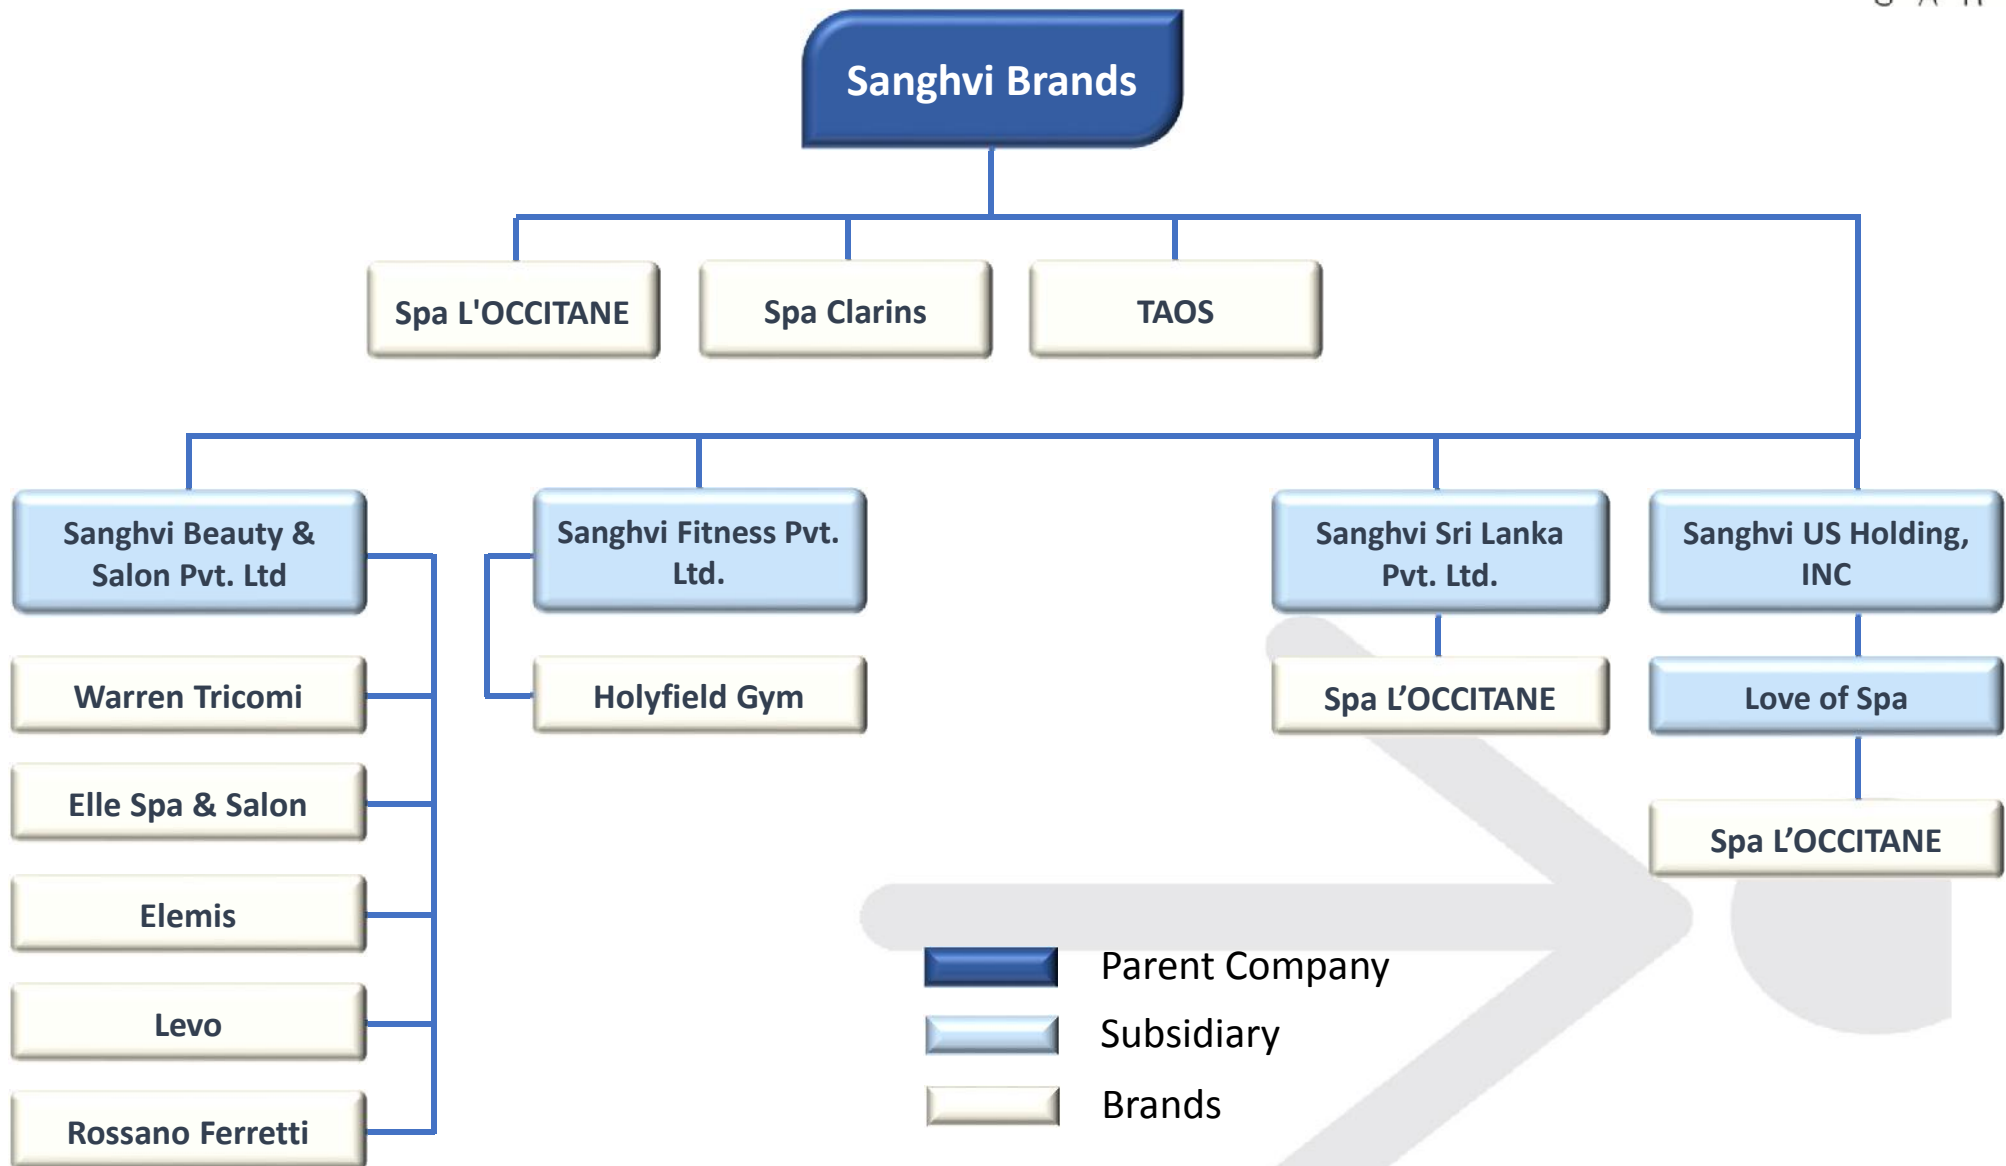 Sanghvi Brands
Spa L'OCCITANE
Spa Clarins
TAOS
Sanghvi Beauty &
Salon Pvt. Ltd
Sanghvi Fitness Pvt.
Ltd.
Sanghvi Sri Lanka
Pvt. Ltd.
Sanghvi US Holding,
INC
Warren Tricomi
Holyfield Gym
Spa L’OCCITANE
Love of Spa
Elle Spa & Salon
Spa L’OCCITANE
Elemis
Levo
Rossano Ferretti
Parent Company
Subsidiary
Brands